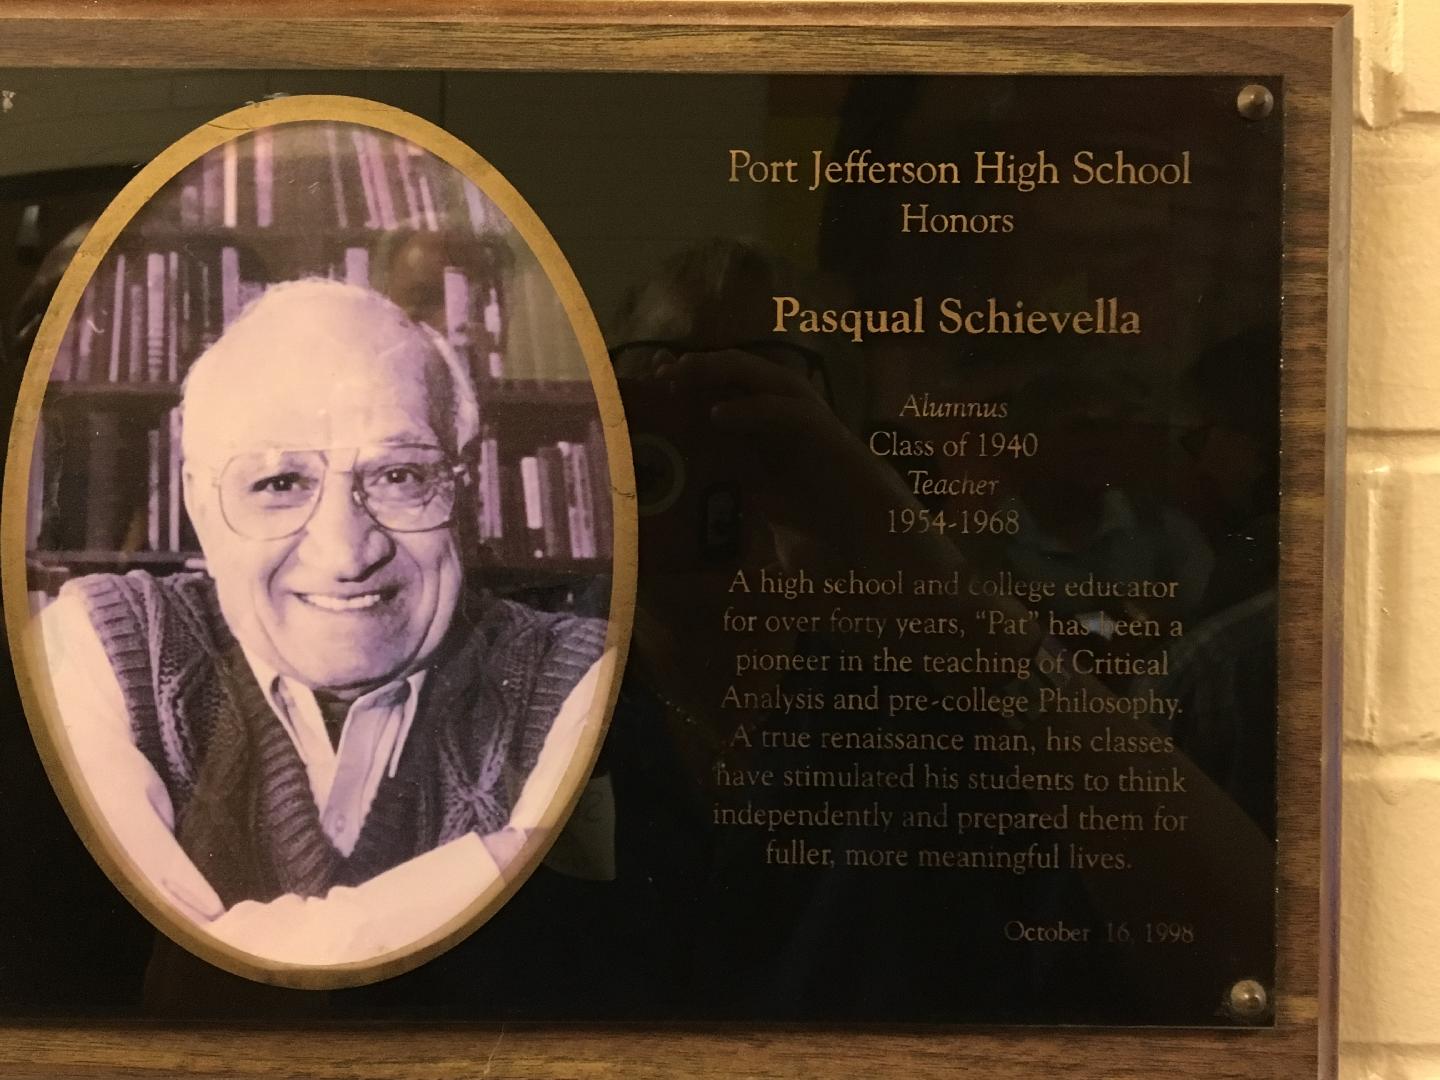 Port Jefferson High School
Honors
Pasqual Schievella
Alumnus
Class of 1940
Teacher
1954-1968
A high school and college educator
for over forty years, “Pat” has been a
pioneer in the teaching of Critical
Analysis and pre-college Philosophy.
A true renaissance man, his classes
have stimulated his students to think
independently and prepared them for
fuller, more meaningful lives.
October 16, 1998